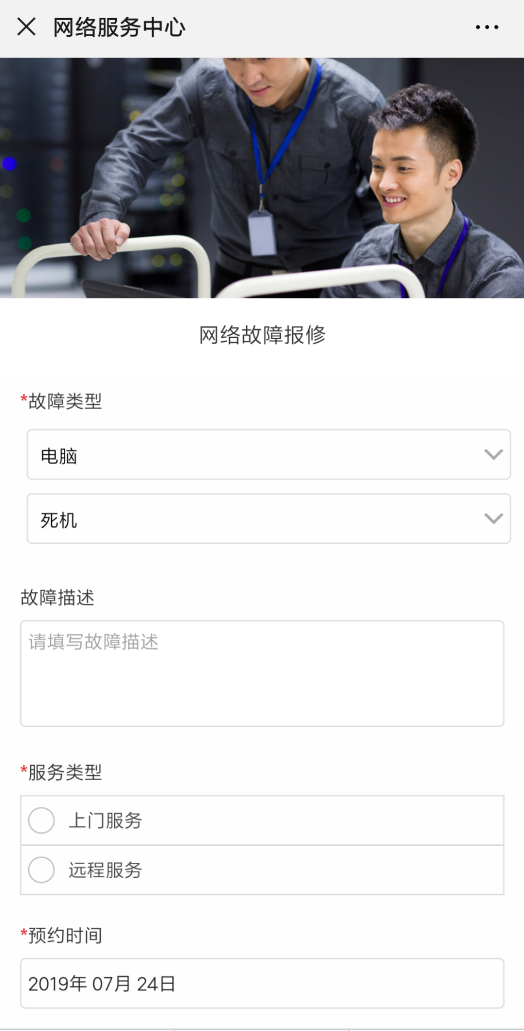 网络服务中心
网络故障报修
*故障类型
电脑
死机
故障描述
请填写故障描述
*服务类型
上门服务
远程服务
*预约时间
2019年 07月 24日